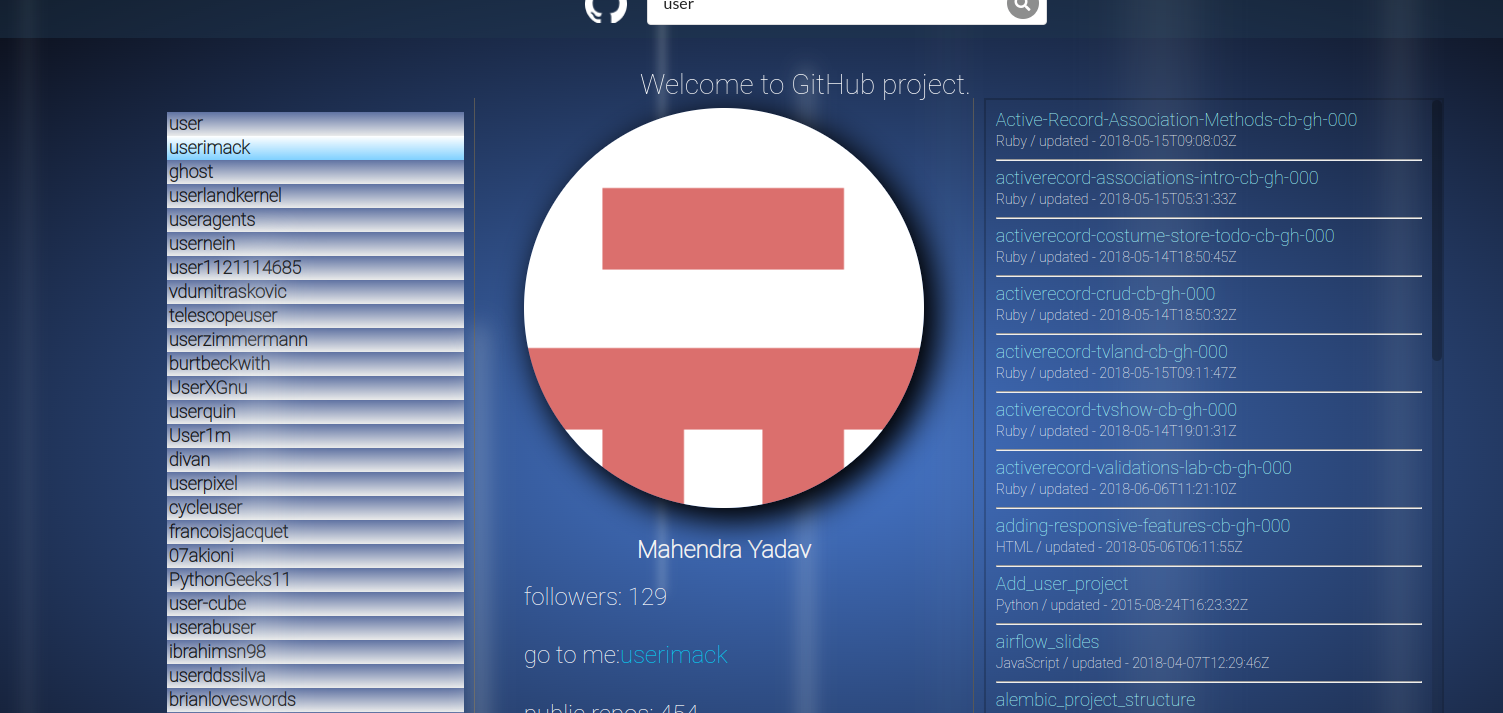 user
Welcome to GitHub project.
user
userimack
ghost
userlandkernel
useragents
usernein
user1121114685
vdumitraskovic
telescopeuser
userzimmermann
burtbeckwith
UserXGnu
userquin
User1m
divan
userpixel
cycleuser
francoisjacquet
07akioni
PythonGeeks11
user-cube
userabuser
ibrahimsn98
userddssilva
brianloveswords
Mahendra Yadav
followers: 129
go to me:userimack
public repos: 454
Active-Record-Association-Methods-cb-gh-000
Ruby / updated - 2018-05-15T09:08:03Z
activerecord-associations-intro-cb-gh-000
Ruby / updated - 2018-05-15T05:31:33Z
activerecord-costume-store-todo-cb-gh-000
Ruby / updated - 2018-05-14T18:50:45Z
activerecord-crud-cb-gh-000
Ruby / updated - 2018-05-14T18:50:32Z
activerecord-tvland-cb-gh-000
Ruby / updated - 2018-05-15T09:11:47Z
activerecord-tvshow-cb-gh-000
Ruby / updated - 2018-05-14T19:01:31Z
activerecord-validations-lab-cb-gh-000
Ruby / updated - 2018-06-06T11:21:10Z
adding-responsive-features-cb-gh-000
HTML / updated - 2018-05-06T06:11:55Z
Add_user_project
Python / updated - 2015-08-24T16:23:32Z
airflow_slides
JavaScript / updated - 2018-04-07T12:29:46Z
alembic_project_structure